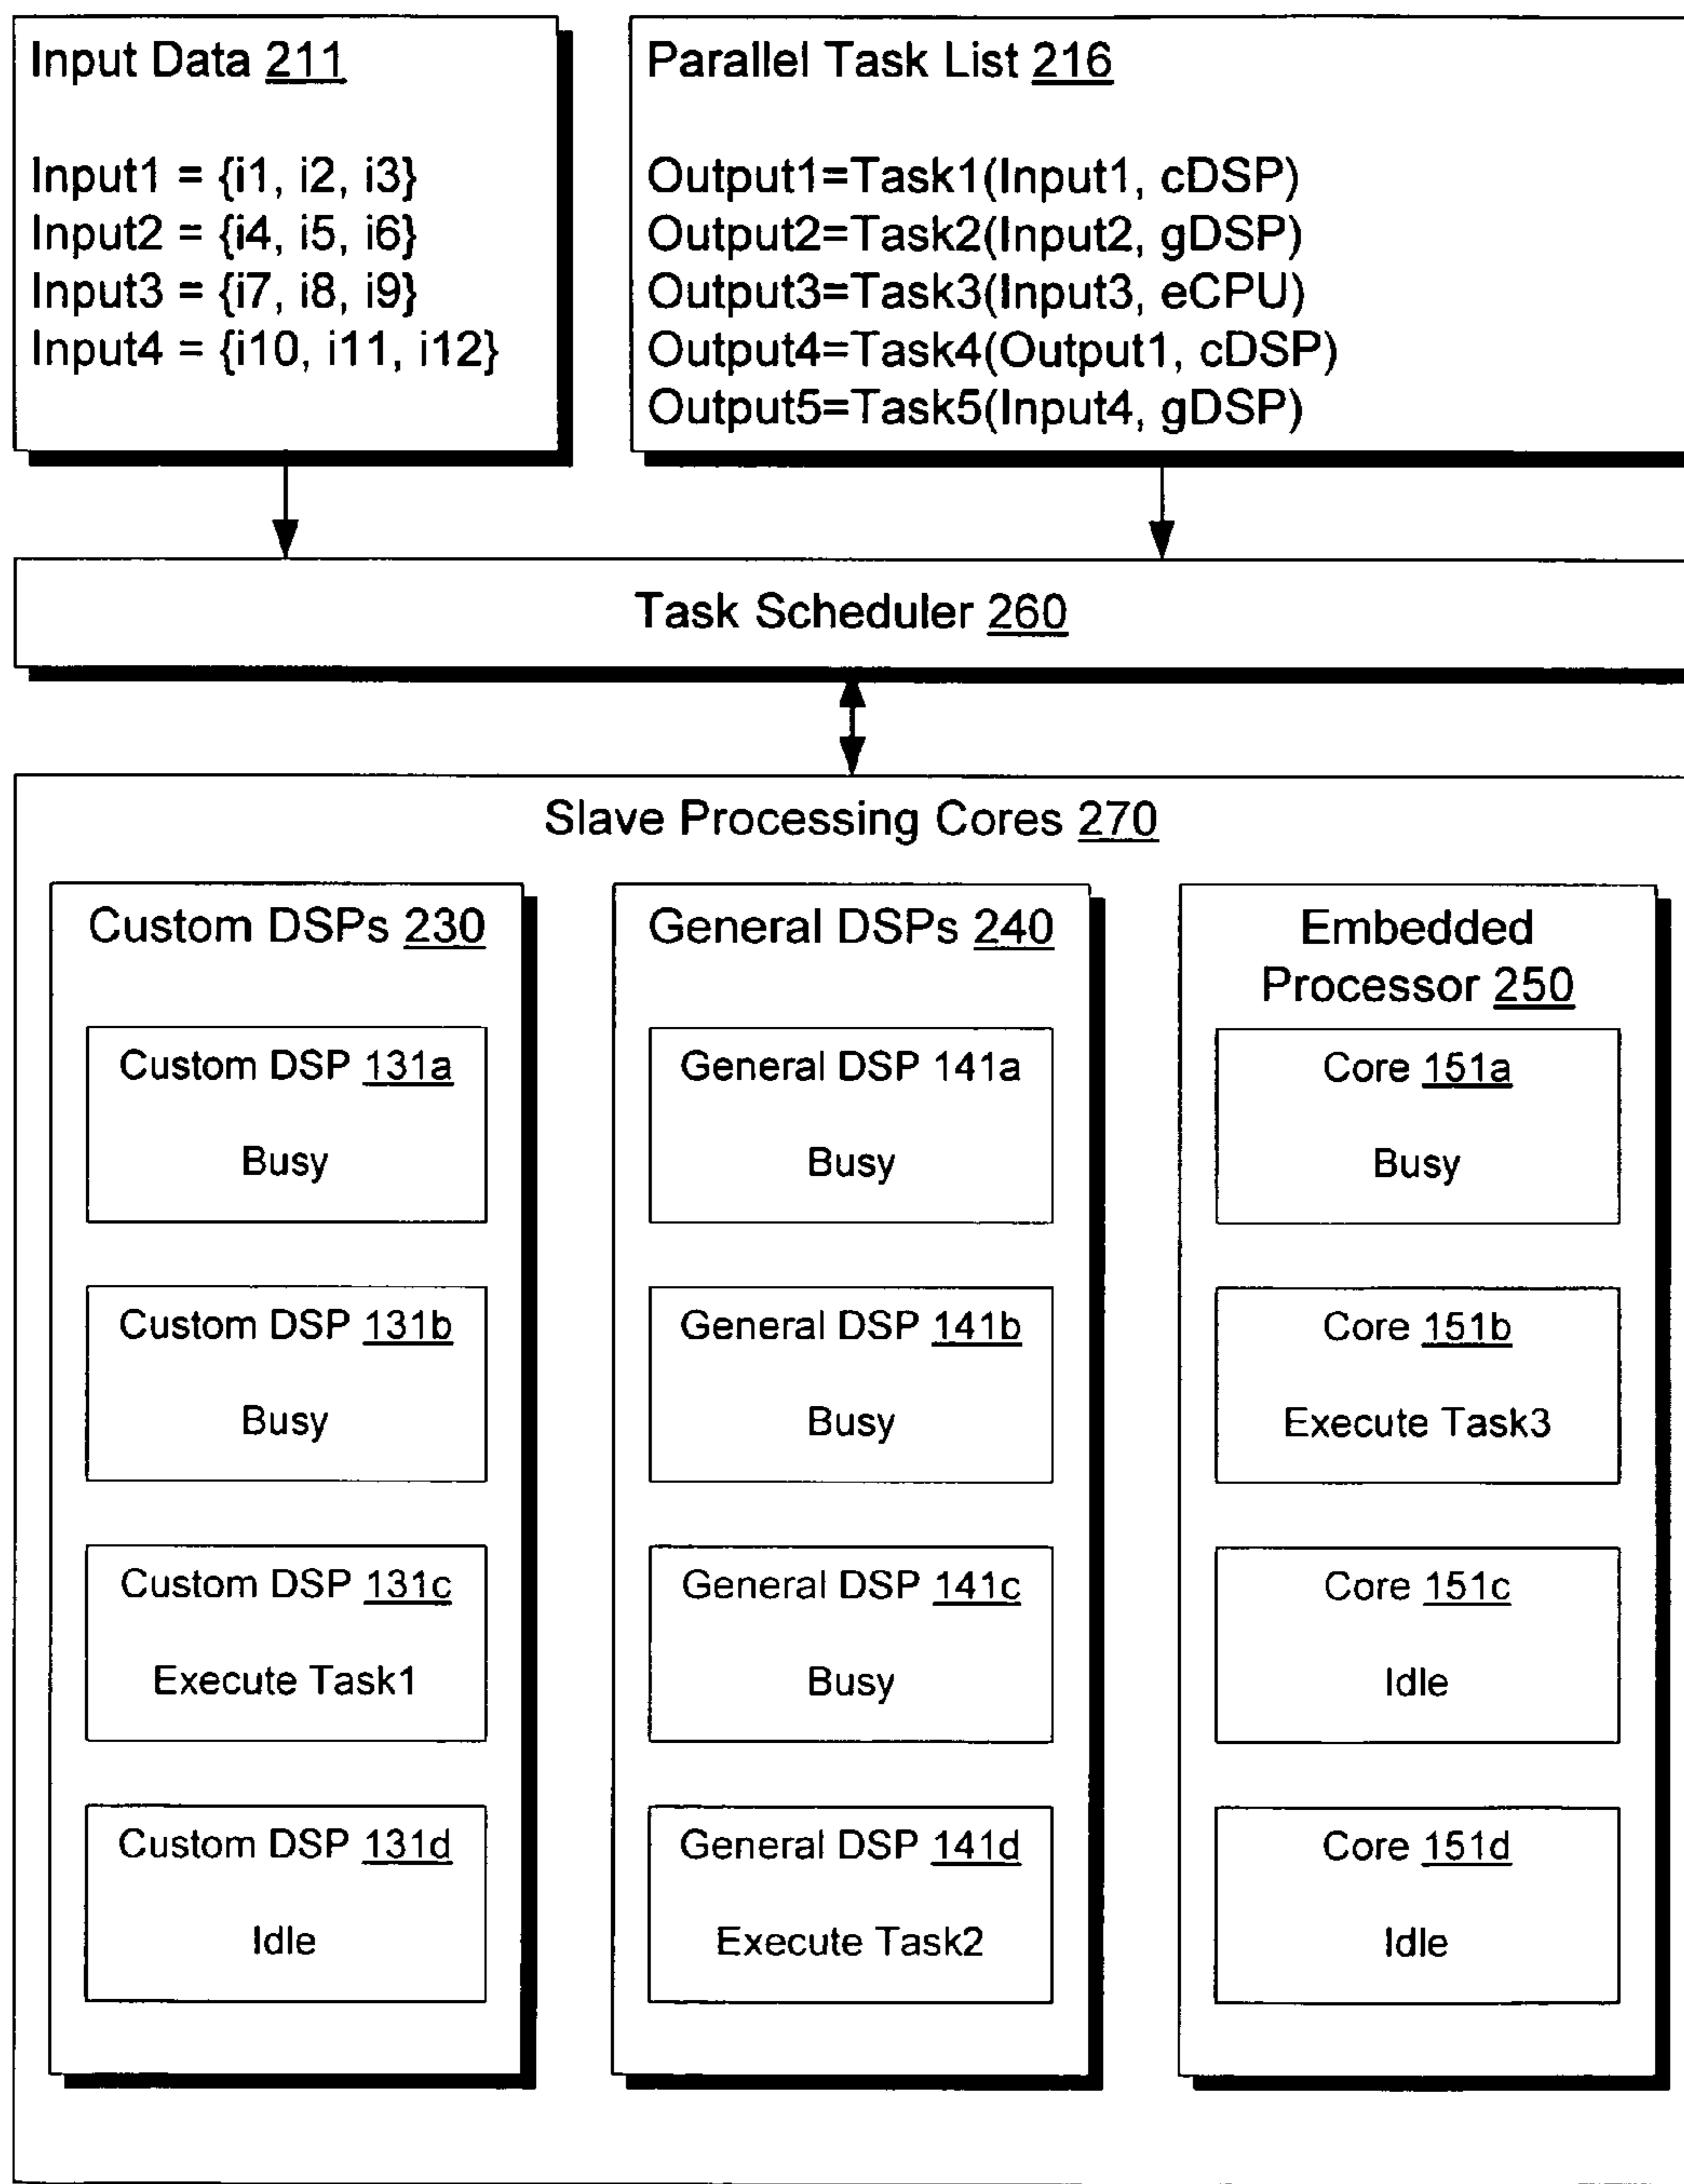 Input Data 211
Input1 = {i1, i2, i3}
Input2 = {i4, i5, i6}
Input3 = {i7, i8, i9}
Input4 = {i10, i11, i12}
Parallel Task List 216
Output1=Task1(Input1, cDSP)
Output2=Task2(Input2, gDSP)
Output3=Task3(Input3, eCPU)
Output4=Task4(Output1, cDSP)
Output5=Task5(Input4, gDSP)
Task Scheduler 260
Slave Processing Cores 270
Custom DSPs 230
Custom DSP 131a
Busy
Custom DSP 131b
Busy
Custom DSP 131c
Execute Task1
Custom DSP 131d
Idle
General DSPs 240
General DSP 141a
Busy
General DSP 141b
Busy
General DSP 141c
Busy
General DSP 141d
Execute Task2
Embedded
Processor 250
Core 151a
Busy
Core 151b
Execute Task3
Core 151c
Idle
Core 151d
Idle